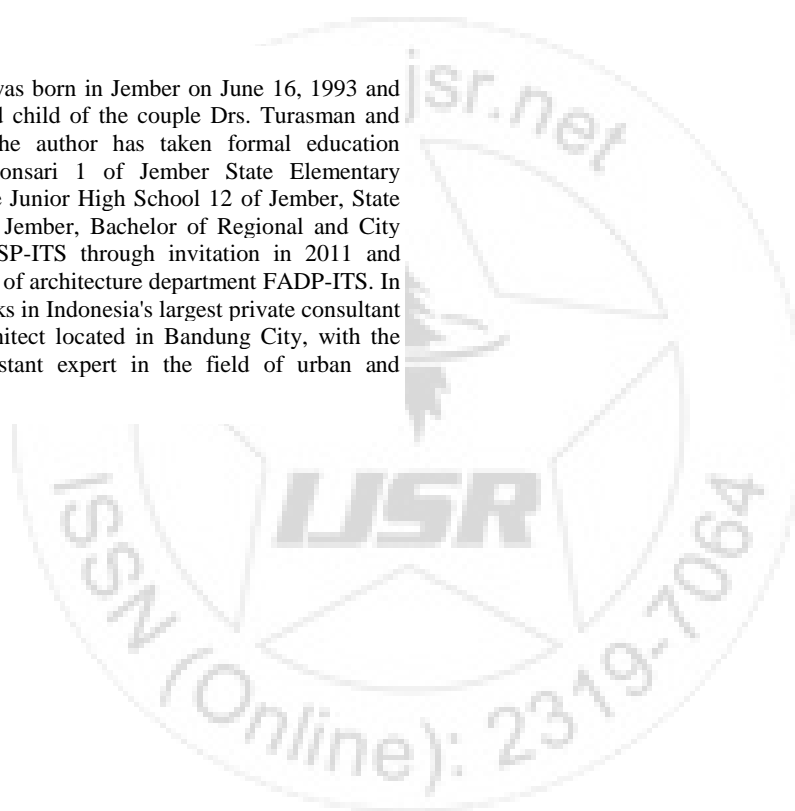 was born in Jember on June 16, 1993 and
child of the couple Drs. Turasman and
he author has taken formal education
onsari 1 of Jember State Elementary
Junior High School 12 of Jember, State
Jember, Bachelor of Regional and City
SP-ITS through invitation in 2011 and
of architecture department FADP-ITS. In
ks in Indonesia's largest private consultant
hitect located in Bandung City, with the
stant expert in the field of urban and
jsr.net
IJSR
ISSN (Online): 2319-7064